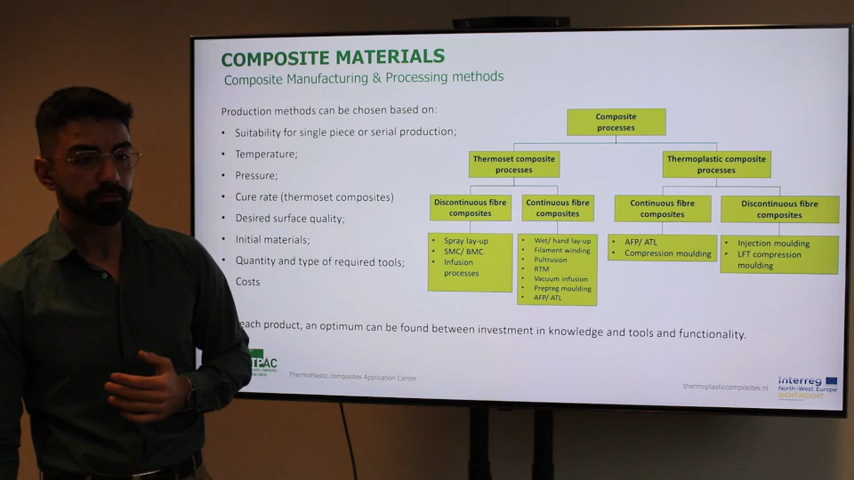 COMPOSITE MATERIALS
Composite Manufacturing & Processing methods
Production methods can be chosen based on:
• Suitability for single piece or serial production;
• Temperature;
• Pressure;
• Cure rate (thermoset composites)
• Desired surface quality;
• Initial materials;
• Quantity and type of required tools;
Costs
Composite
processes
Thermoset composite
processes
Thermoplastic composite
processes
Discontinuous fibre
composites
Continuous fibre
composites
Continuous fibre
composites
Discontinuous fibre
composites
• Spray lay-up
• SMC/ BMC
• Infusion
processes
• Wet/ hand lay-up
• Filament winding
• Pultrusion
• RTM
• Vacuum infusion
• Prepreg moulding
• AFP/ ATL
• AFP/ ATL
• Compression moulding
• Injection moulding
• LFT compression
moulding
each product, an optimum can be found between investment in knowledge and tools and functionality.
TPAC
ThermoPlastic composites Application Center
thermoplasticcomposites.nl
Interreg
North-West Europe
RIGHTWEIGHT